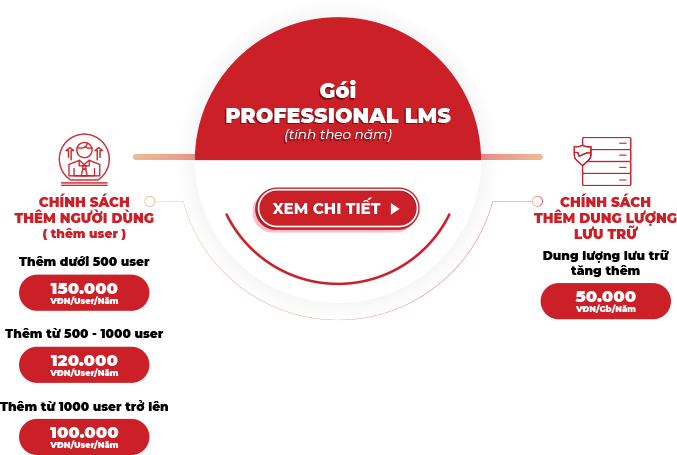 Gói
PROFESSIONAL LMS
(tính theo năm)
XEM CHI TIẾT
CHÍNH SÁCH
THÊM NGƯỜI DÙNG
( thêm user )
Thêm dưới 500 user
150.000
VĐN/User/Năm
Thêm từ 500 - 1000 user
120.000
VĐN/User/Năm
Thêm từ 1000 user trở lên
100.000
VĐN/User/Năm
CHÍNH SÁCH
THÊM DUNG LƯỢNG
LƯU TRỮ
Dung lượng lưu trữ
tăng thêm
50.000
VĐN/Gb/Năm